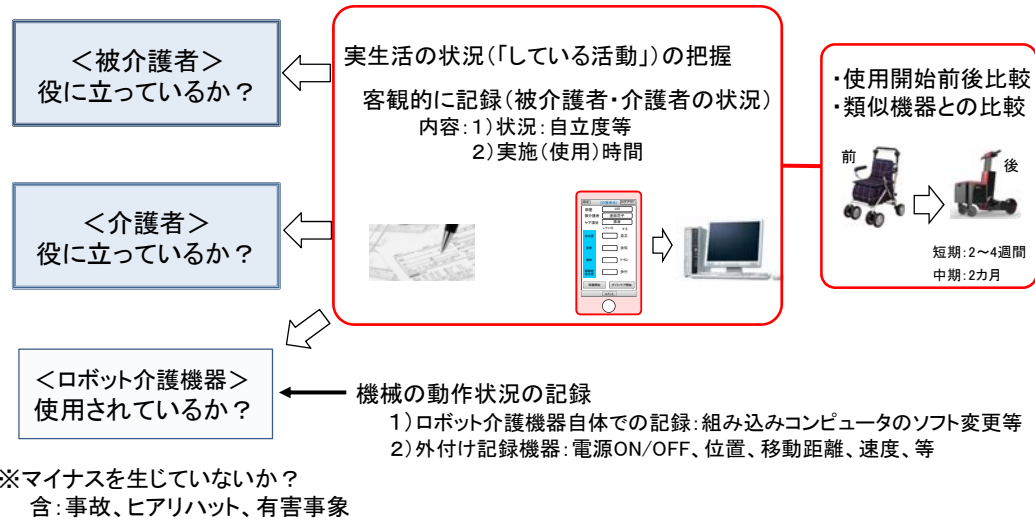 ＜被介護者＞
役に立っているか？
＜介護者＞
役に立っているか？
＜ロボット介護機器＞
使用されているか？
※マイナスを生じていないか？
含：事故、ヒアリハット、有害事象
実生活の状況(「している活動」)の把握
客観的に記録(被介護者・介護者の状況)
内容：1)状況：自立度等
2)実施(使用)時間
・使用開始前後比較
・類似機器との比較
前
後
短期：2～4週間
中期：2カ月
機械の動作状況の記録
1)ロボット介護機器自体での記録：組み込みコンピュータのソフト変更等
2)外付け記録機器：電源ON/OFF、位置、移動距離、速度、等